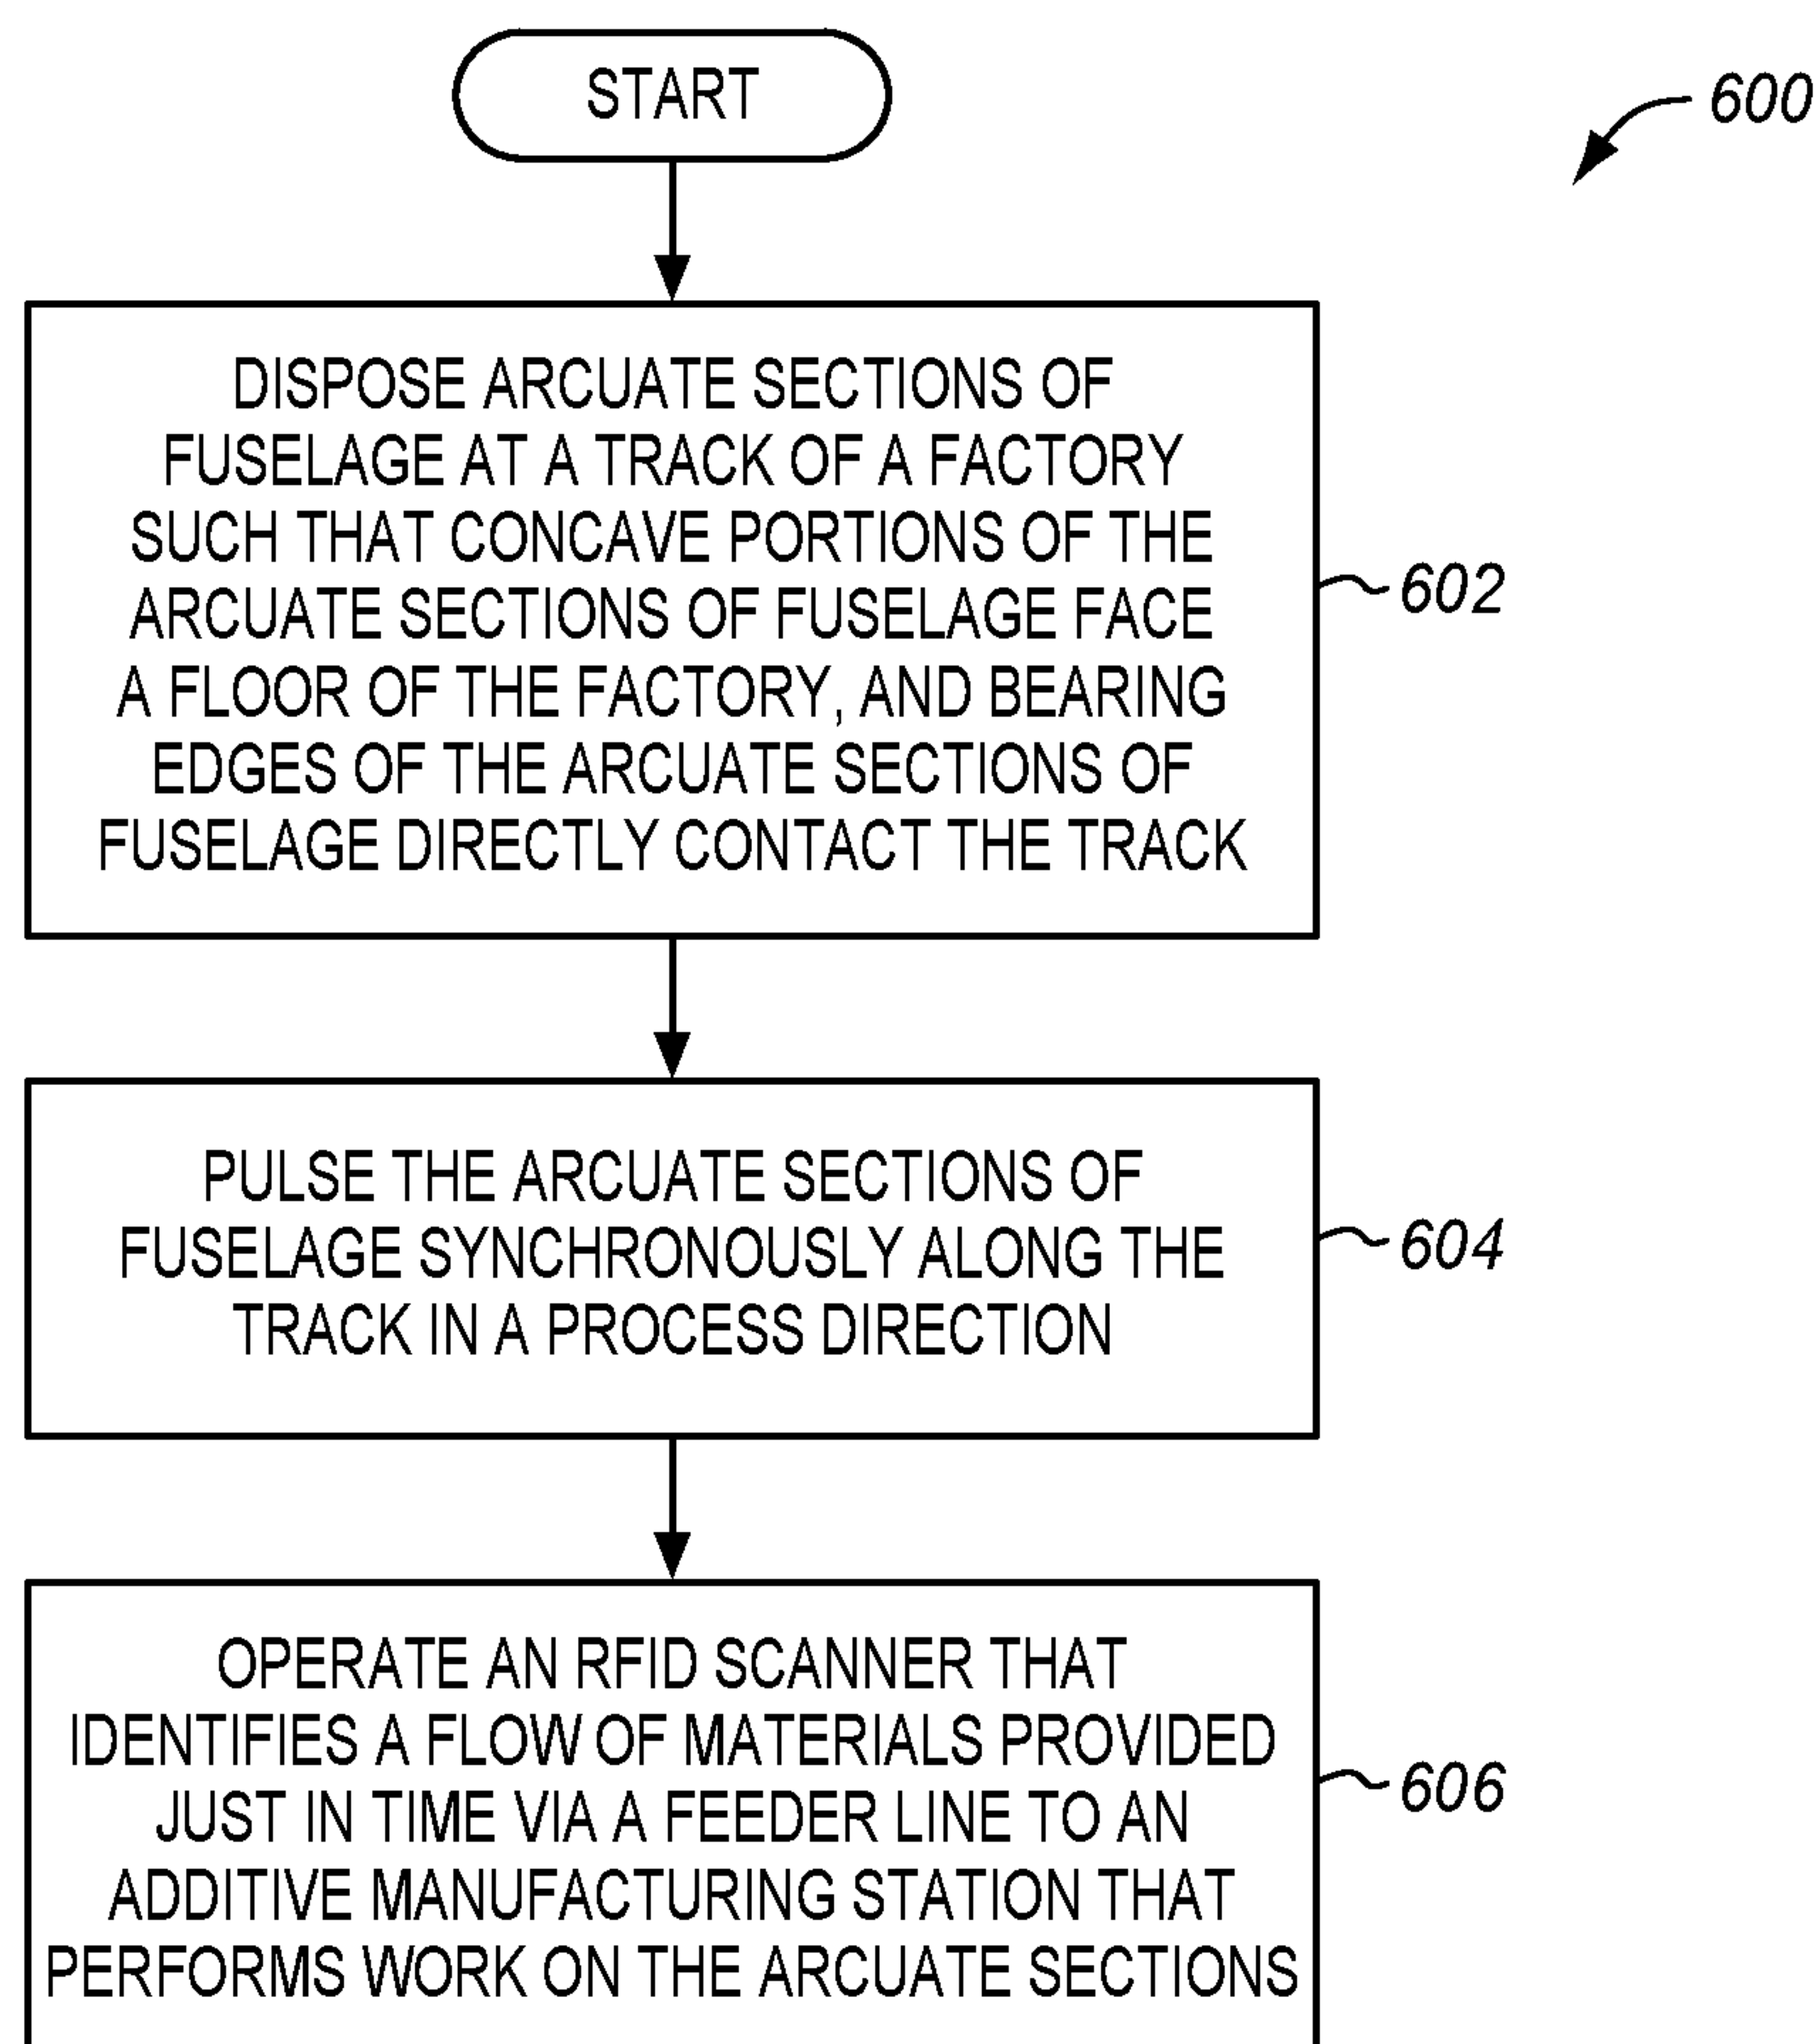 START
600
DISPOSE ARCUATE SECTIONS OF
FUSELAGE AT A TRACK OF A FACTORY
SUCH THAT CONCAVE PORTIONS OF THE
ARCUATE SECTIONS OF FUSELAGE FACE
A FLOOR OF THE FACTORY, AND BEARING
EDGES OF THE ARCUATE SECTIONS OF
FUSELAGE DIRECTLY CONTACT THE TRACK
602
PULSE THE ARCUATE SECTIONS OF
FUSELAGE SYNCHRONOUSLY ALONG THE
TRACK IN A PROCESS DIRECTION
604
OPERATE AN RFID SCANNER THAT
IDENTIFIES A FLOW OF MATERIALS PROVIDED
JUST IN TIME VIA A FEEDER LINE TO AN
ADDITIVE MANUFACTURING STATION THAT
PERFORMS WORK ON THE ARCUATE SECTIONS
606